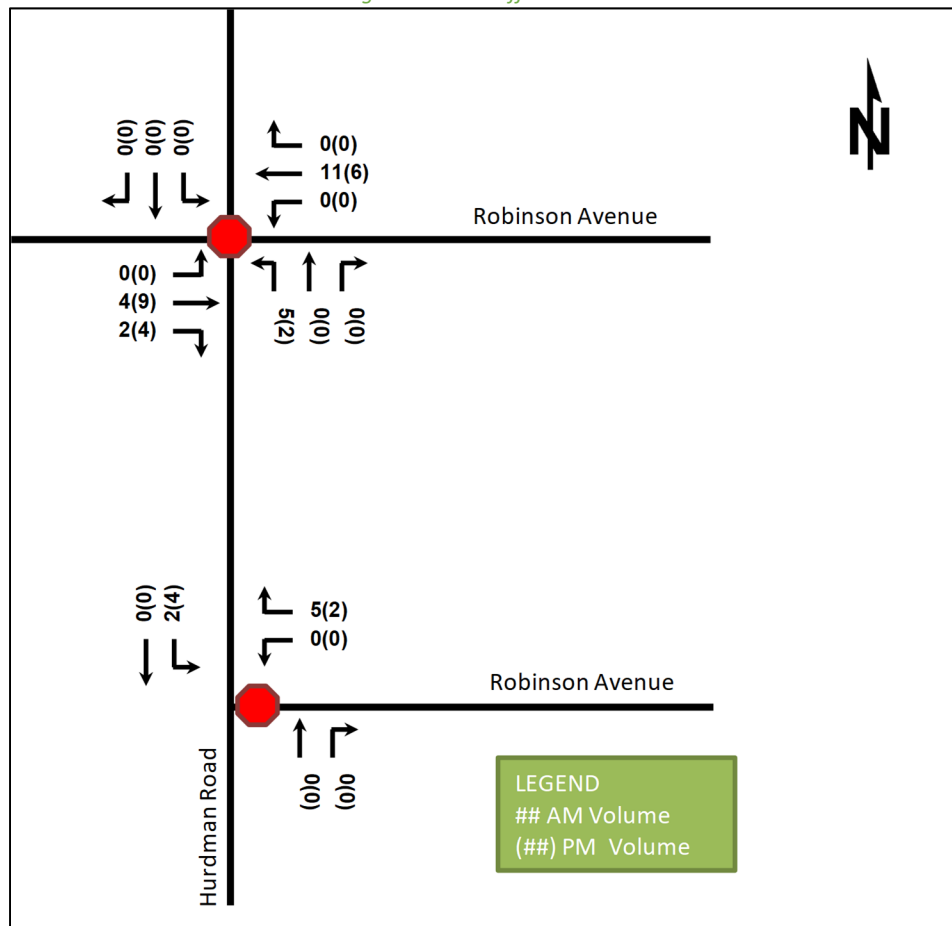 0(0)
0(0)
0(0)
0(0)
11(6)
0(0)
N
Robinson Avenue
0(0)
4(9)
2(4)
5(2)
0(0)
0(0)
0(0)
2(4)
5(2)
0(0)
Robinson Avenue
0(0)
0(0)
Hurdman Road
LEGEND
## AM Volume
(##) PM Volume